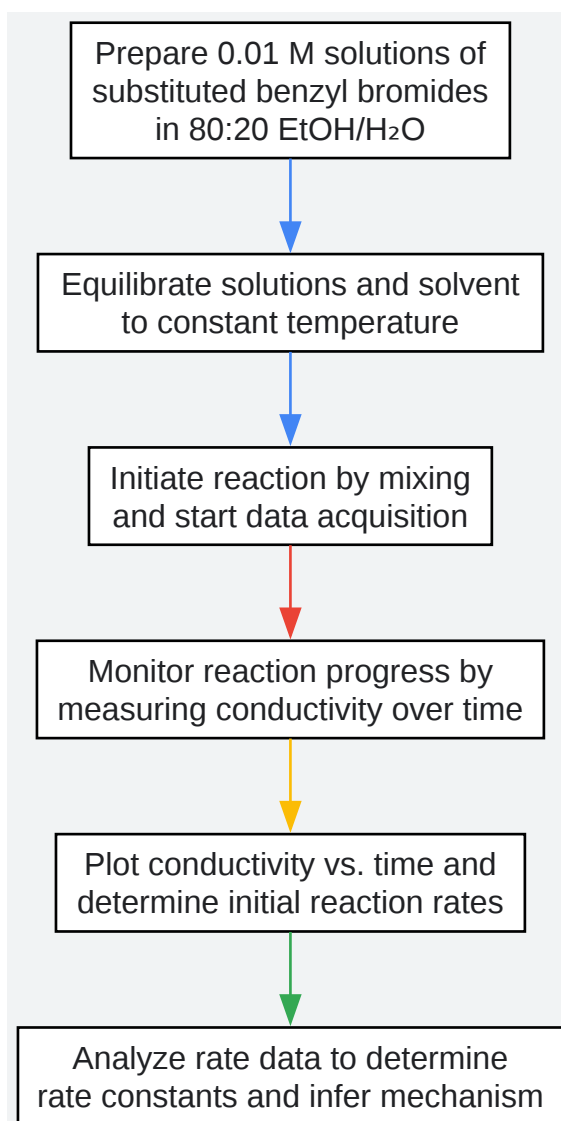 Prepare 0.01 M solutions of
substituted benzyl bromides
in 80:20 EtOH/H₂O
Equilibrate solutions and solvent
to constant temperature
Initiate reaction by mixing
and start data acquisition
Monitor reaction progress by
measuring conductivity over time
Plot conductivity vs. time and
determine initial reaction rates
Analyze rate data to determine
rate constants and infer mechanism